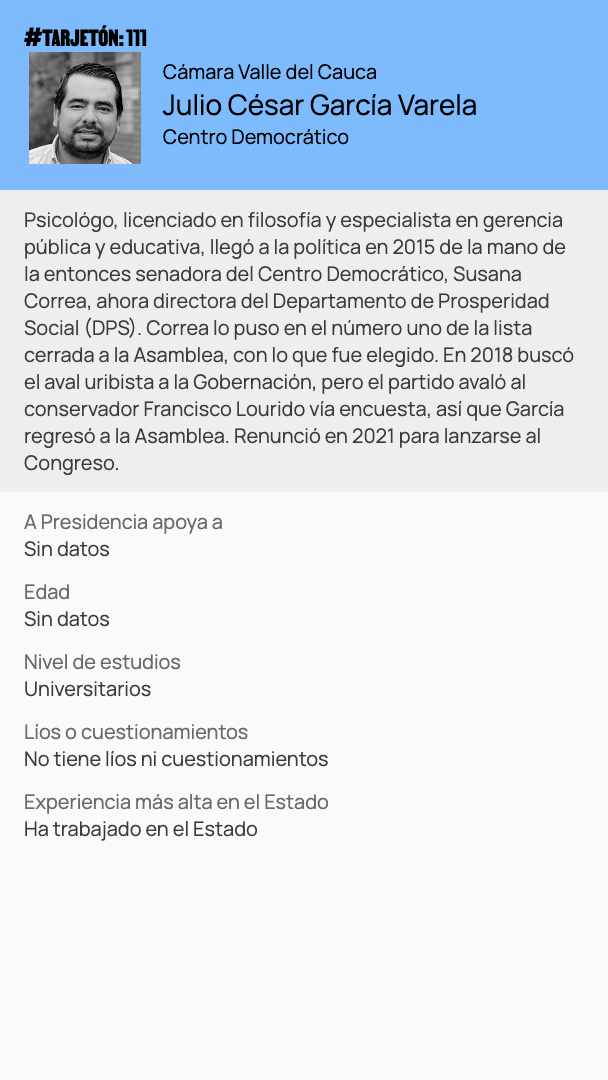 #TARJETÓN: 111
Cámara Valle del Cauca
Julio César García Varela
Centro Democrático
Psicológo, licenciado en filosofía y especialista en gerencia
pública y educativa, llegó a la política en 2015 de la mano de
la entonces senadora del Centro Democrático, Susana
Correa, ahora directora del Departamento de Prosperidad
Social (DPS). Correa lo puso en el número uno de la lista
cerrada a la Asamblea, con lo que fue elegido. En 2018 buscó
el aval uribista a la Gobernación, pero el partido avaló al
conservador Francisco Lourido vía encuesta, así que García
regresó a la Asamblea. Renunció en 2021 para lanzarse al
Congreso.
A Presidencia apoya a
Sin datos
Edad
Sin datos
Nivel de estudios
Universitarios
Líos o cuestionamientos
No tiene líos ni cuestionamientos
Experiencia más alta en el Estado
Ha trabajado en el Estado